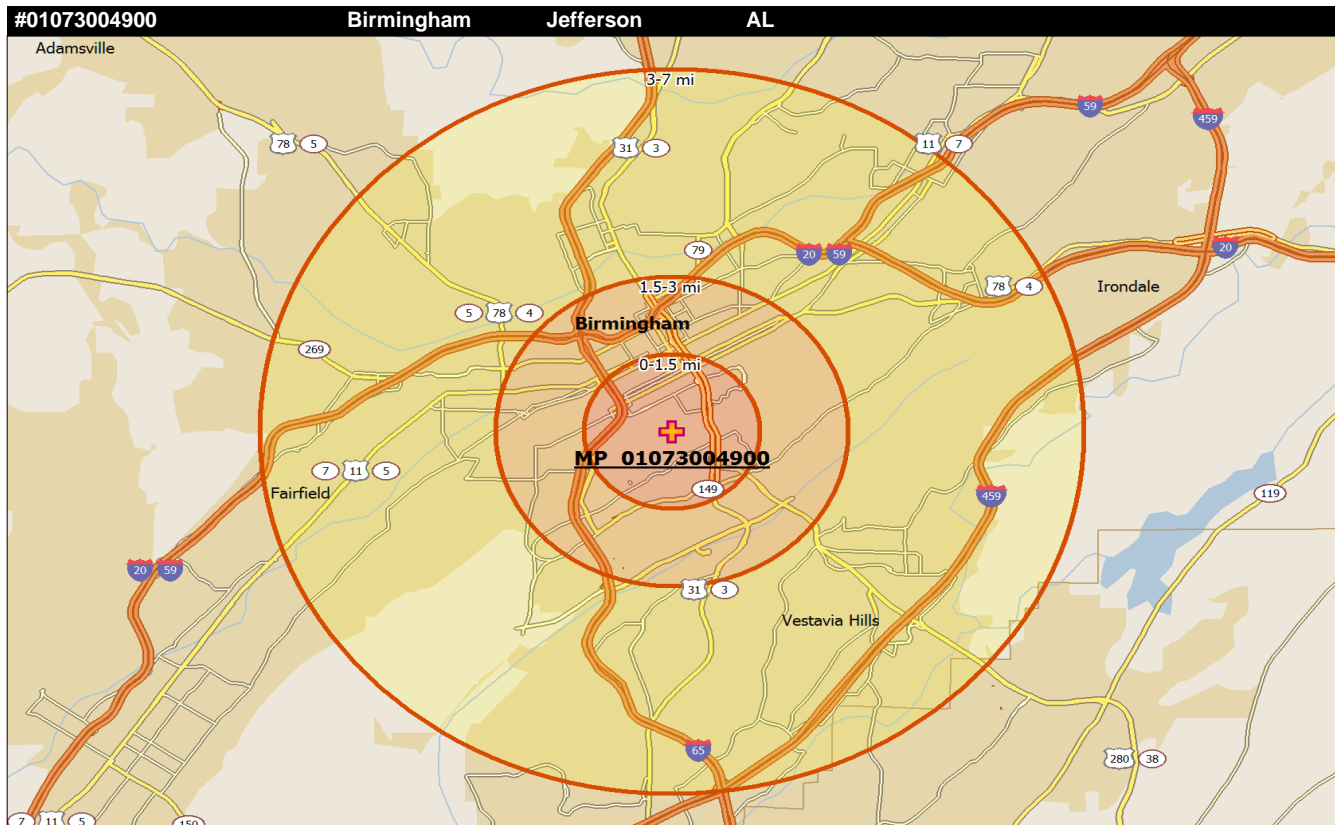 #01073004900 Birmingham Jefferson AL
Adamsville
3-7 mi
59
459
78 5
31 3
11 7
79
20 59
20
78 4
Irondale
1.5-3 mi
5 78 4
Birmingham
269
0-1.5 mi
MP 01073004900
7 11 5
Fairfield
149
459
119
20 59
31 3
Vestavia Hills
65
280 38
7 11 5
150